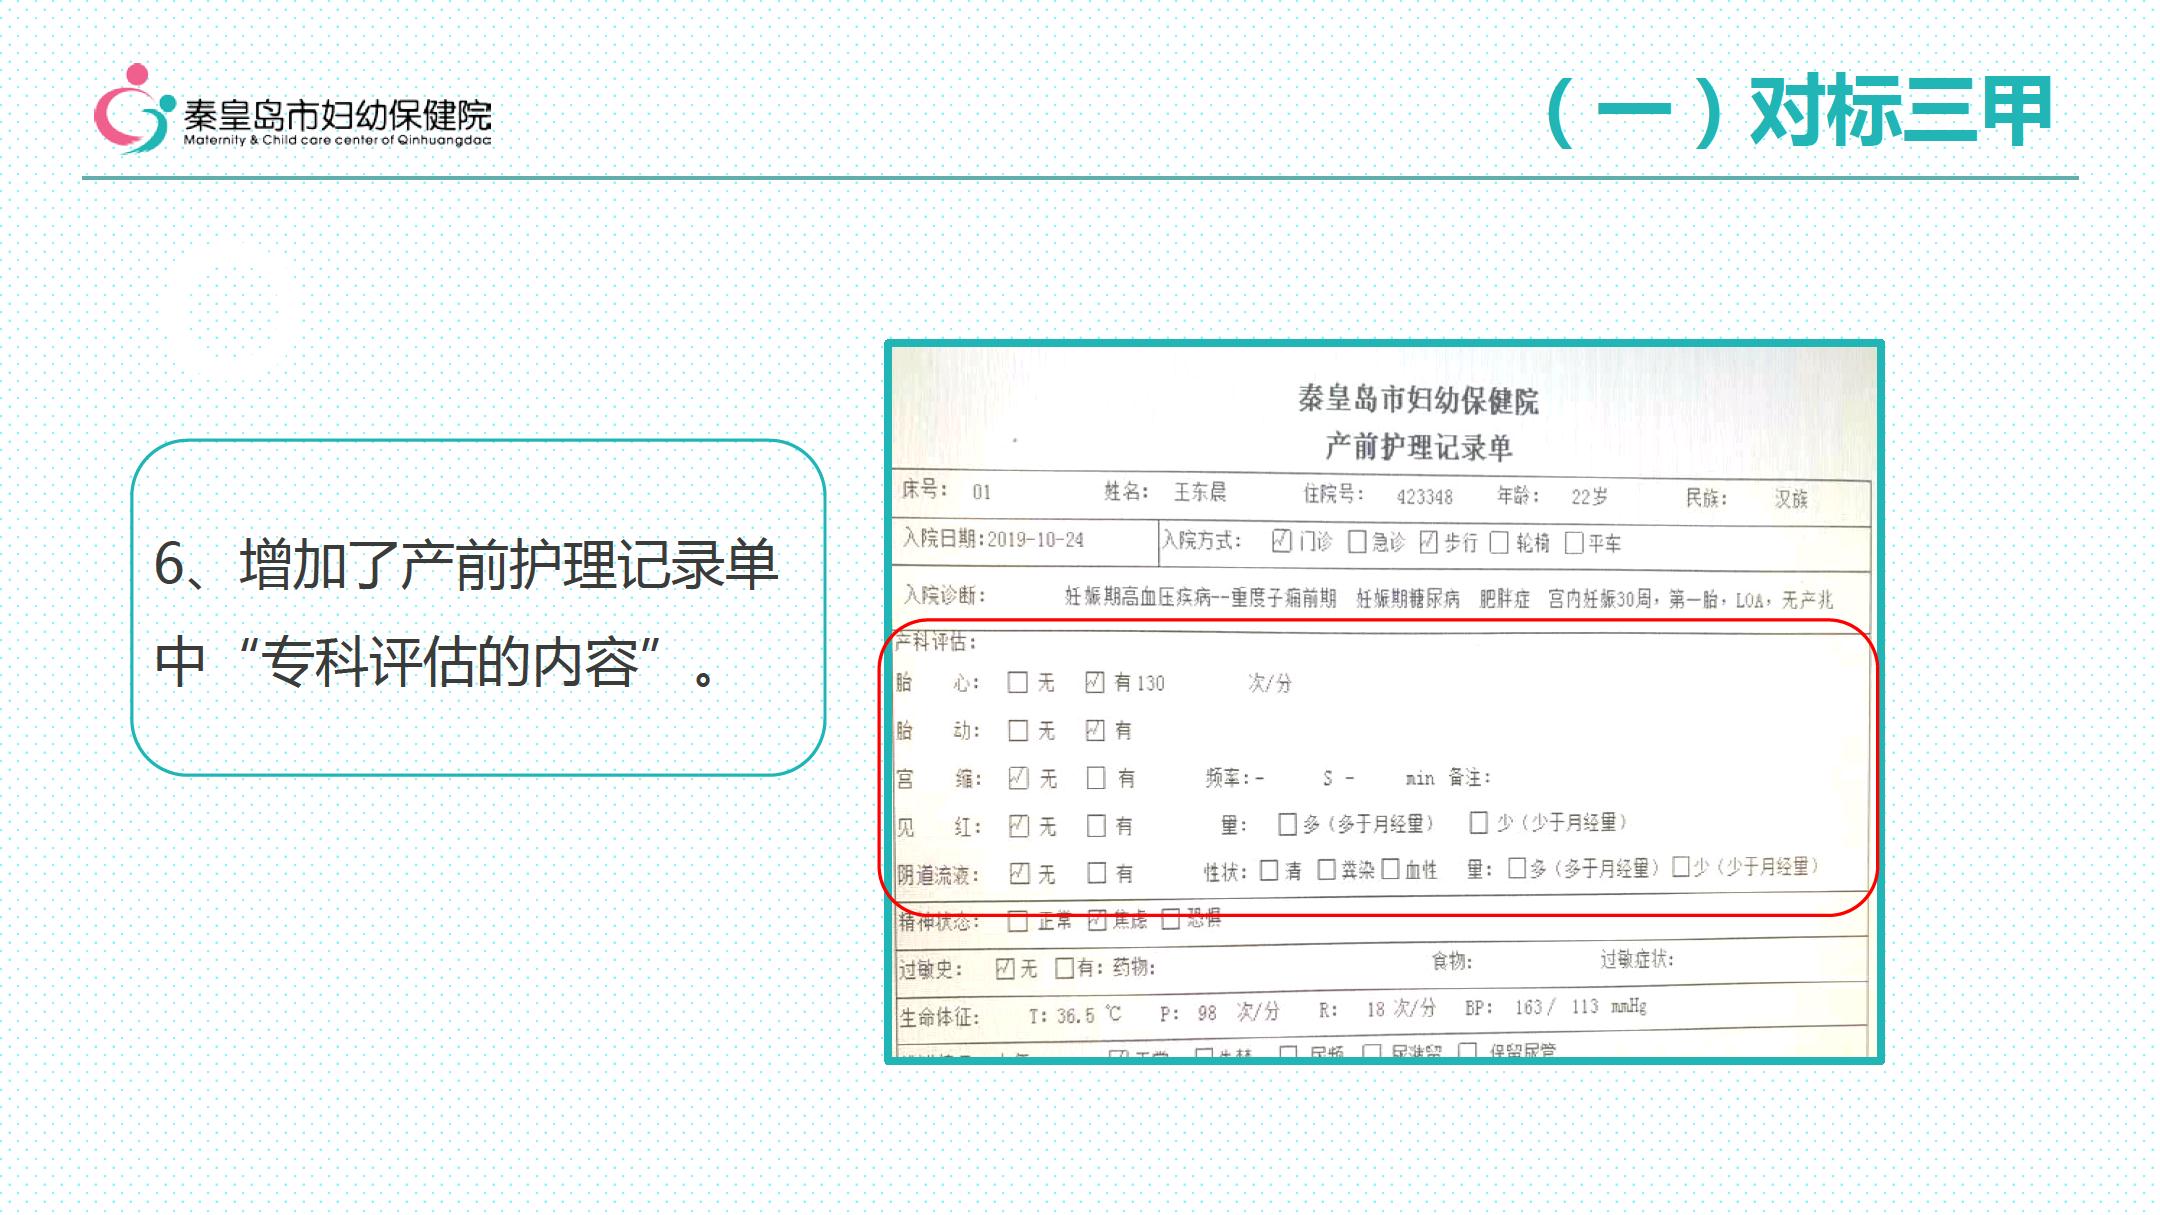 秦皇岛市妇幼保健院
Maternity & Child care center of Qinhuangdao
（一）对标三甲
6、增加了产前护理记录单
中“专科评估的内容”。
秦皇岛市妇幼保健院
产前护理记录单
床号： 01 姓名： 王东晨 住院号： 423348 年龄： 22岁 民族： 汉族
入院日期:2019-10-24 入院方式： ☑门诊 □急诊 ☑步行 □轮椅 □平车
入院诊断： 妊娠期高血压疾病--重度子痫前期 妊娠期糖尿病 肥胖症 宫内妊娠30周，第一胎，LOA，无产兆
产科评估：
胎 心： □ 无 ☑ 有130 次/分
胎 动： □ 无 ☑ 有
宫 缩： ☑ 无 □ 有 频率:- S - min 备注:
见 红： ☑ 无 □ 有 量： □多（多于月经量） □少（少于月经量）
阴道流液： ☑ 无 □ 有 性状：□ 清 □粪染□血性 量： □多（多于月经量）□少（少于月经量）
精神状态： □ 正常 ☑焦虑 □恐惧
过敏史： ☑无 □有：药物: 食物: 过敏症状:
生命体征: T: 36.5 ℃ P: 98 次/分 R: 18 次/分 BP: 163/ 113 mmHg
☑正常 □失禁 □ 尿频 □ 尿潴留 □ 保留尿管